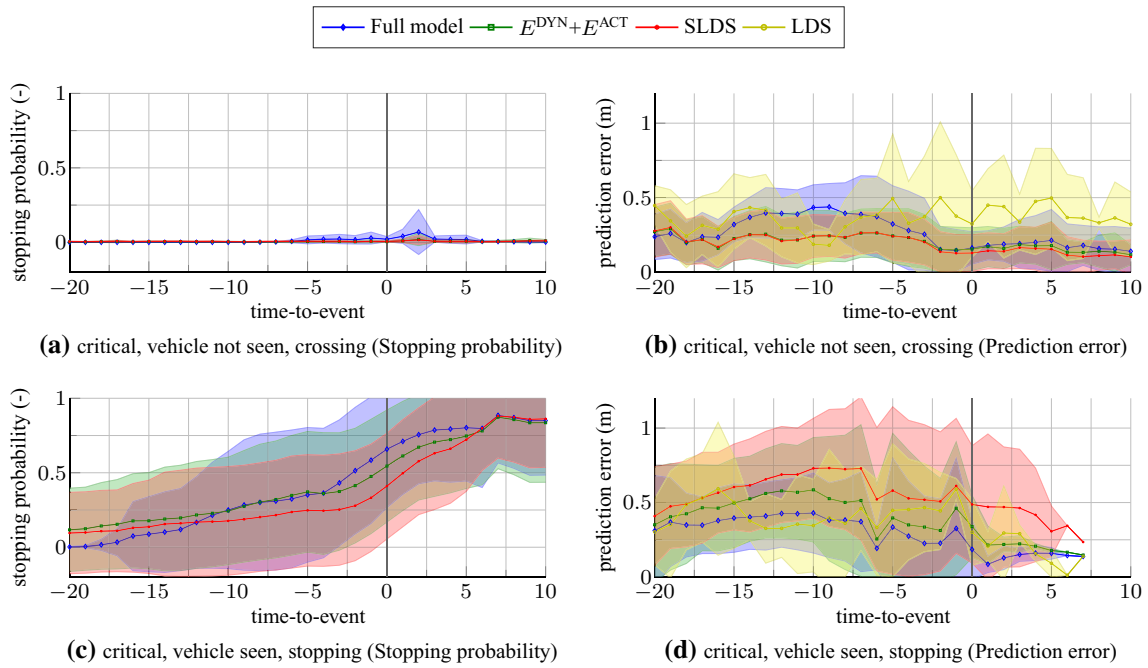 Full model E^DYN+E^ACT SLDS LDS
stopping probability (-)
1
0.5
0
−20 −15 −10 −5 0 5 10
time-to-event
(a) critical, vehicle not seen, crossing (Stopping probability)
prediction error (m)
1
0.5
0
−20 −15 −10 −5 0 5 10
time-to-event
(b) critical, vehicle not seen, crossing (Prediction error)
stopping probability (-)
1
0.5
0
−20 −15 −10 −5 0 5 10
time-to-event
(c) critical, vehicle seen, stopping (Stopping probability)
prediction error (m)
1
0.5
0
−20 −15 −10 −5 0 5 10
time-to-event
(d) critical, vehicle seen, stopping (Prediction error)